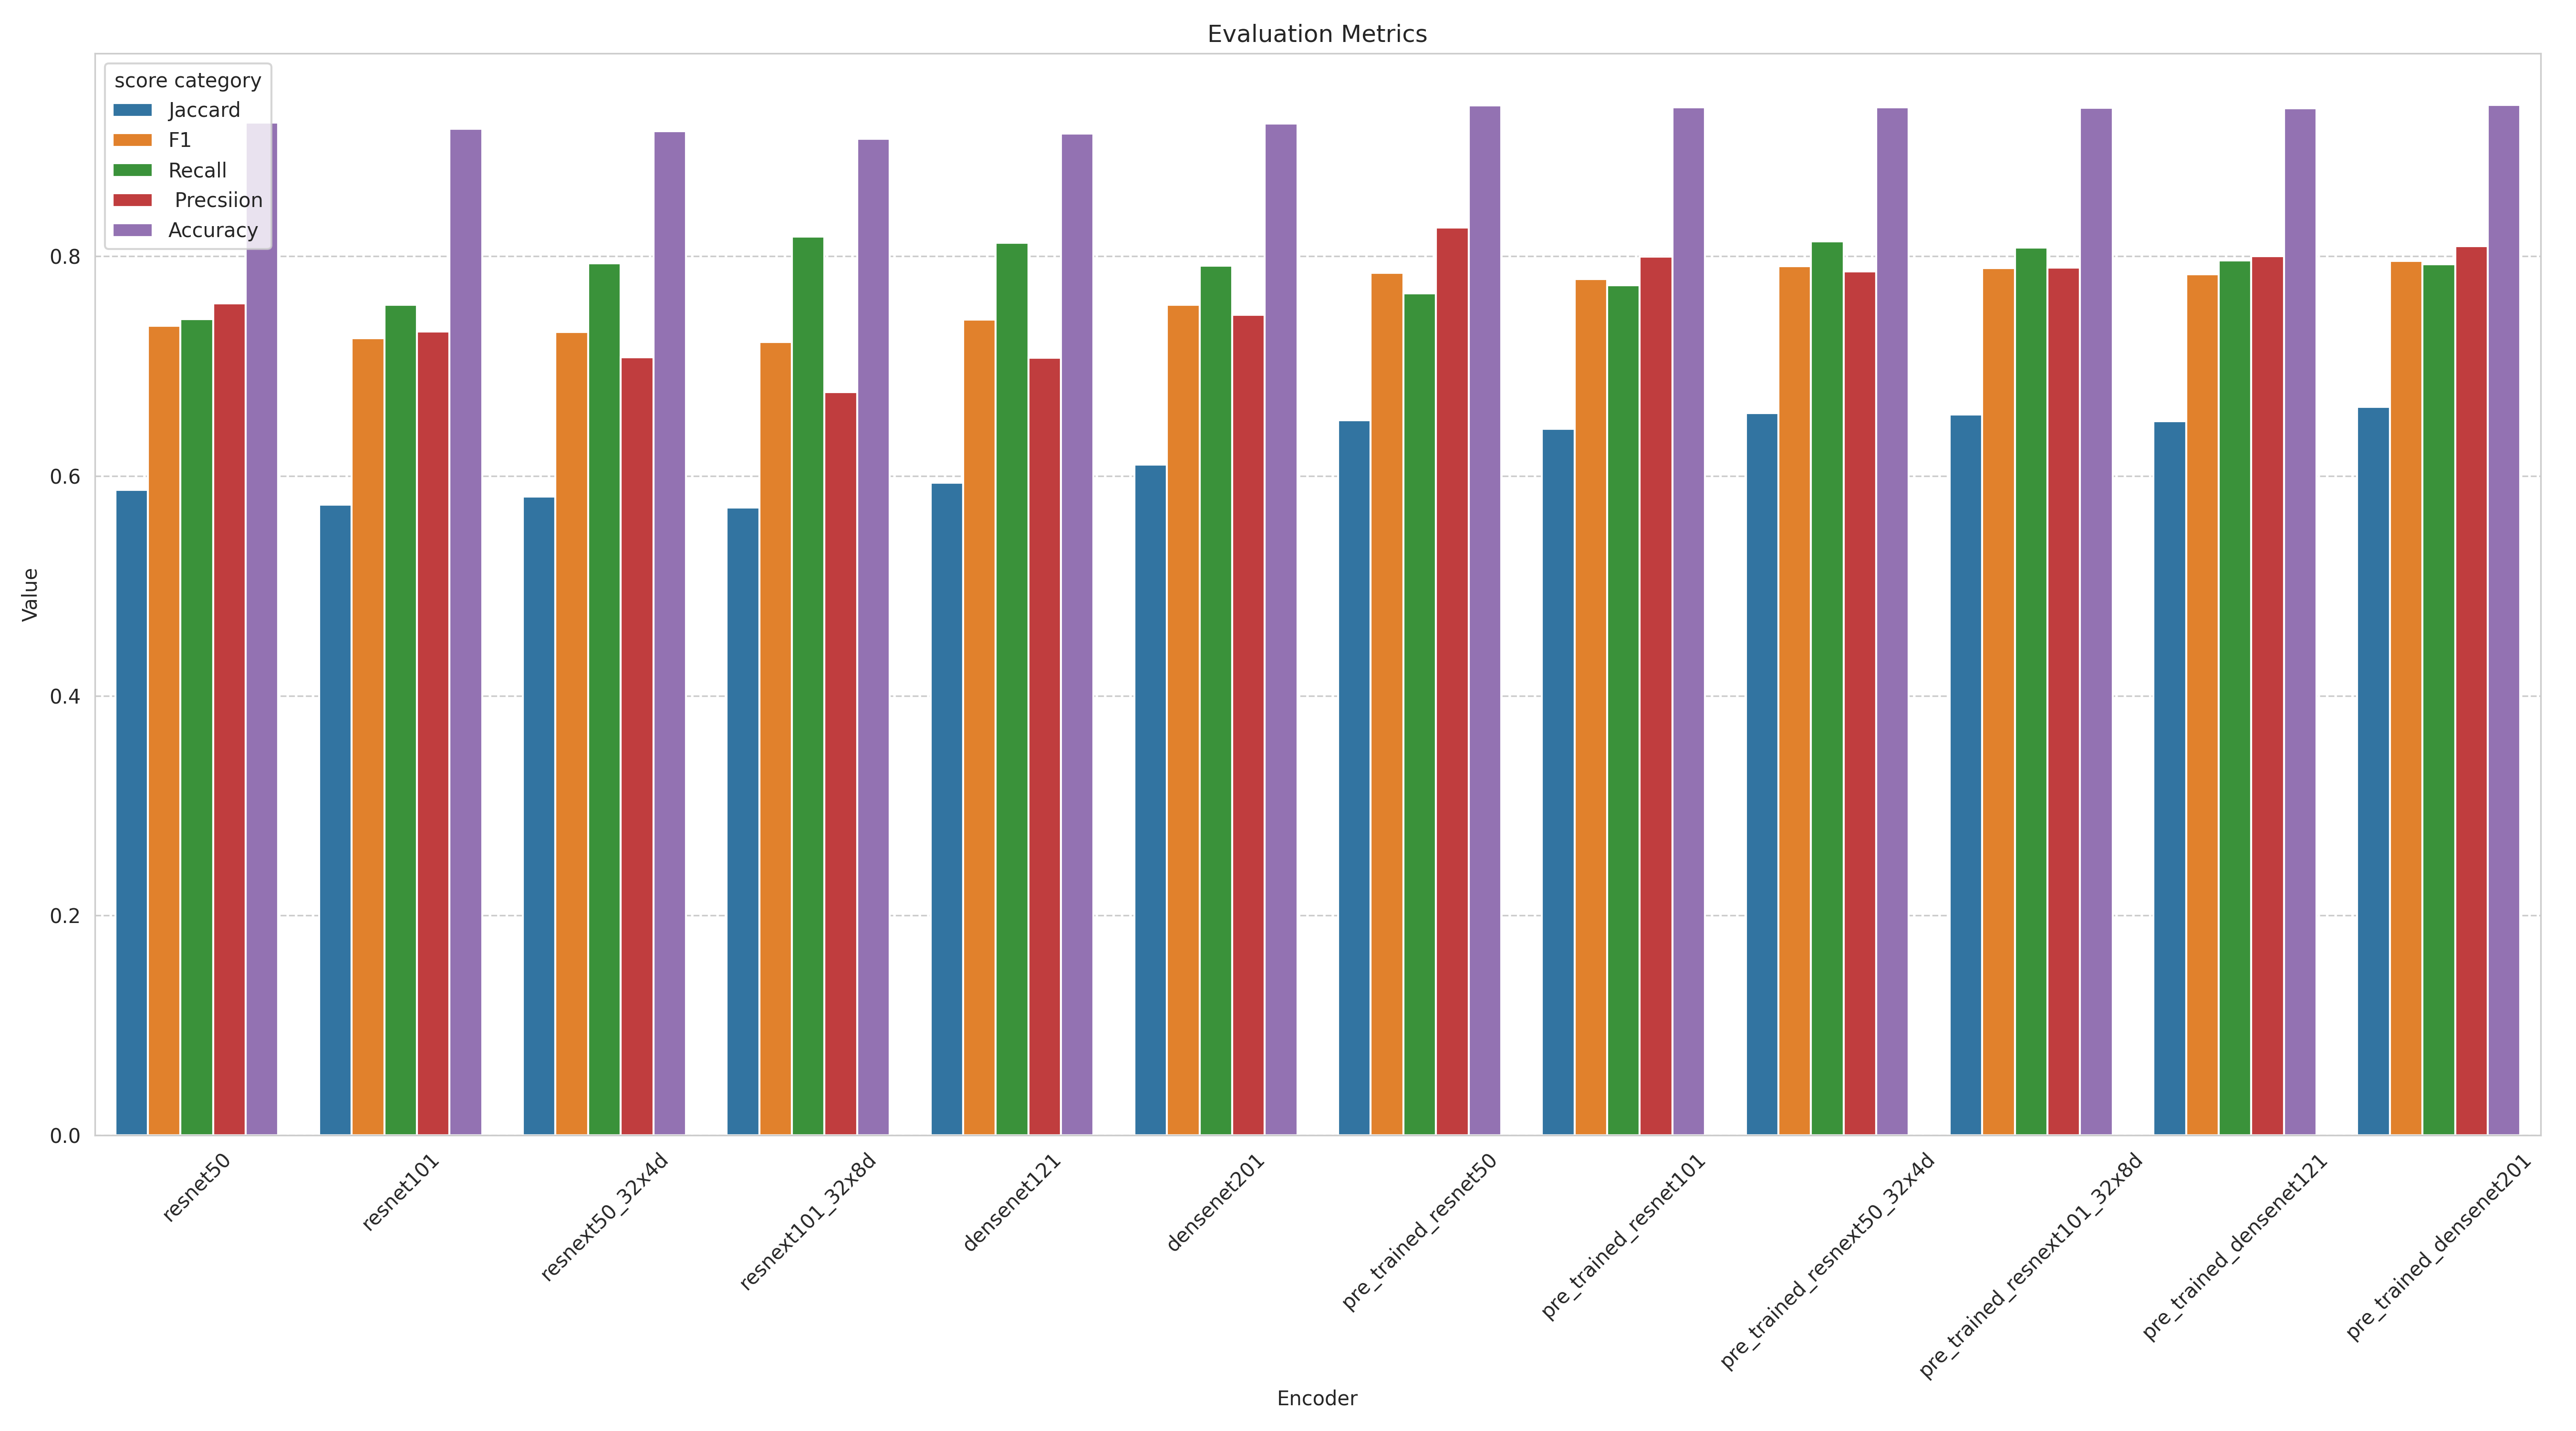 Evaluation Metrics
score category
Jaccard
F1
Recall
Precsiion
Accuracy
0.8
0.6
0.4
0.2
0.0
Value
resnet50
resnet101
resnext50_32x4d
resnext101_32x8d
densenet121
densenet201
pre_trained_resnet50
pre_trained_resnet101
pre_trained_resnext50_32x4d
pre_trained_resnext101_32x8d
pre_trained_densenet121
pre_trained_densenet201
Encoder